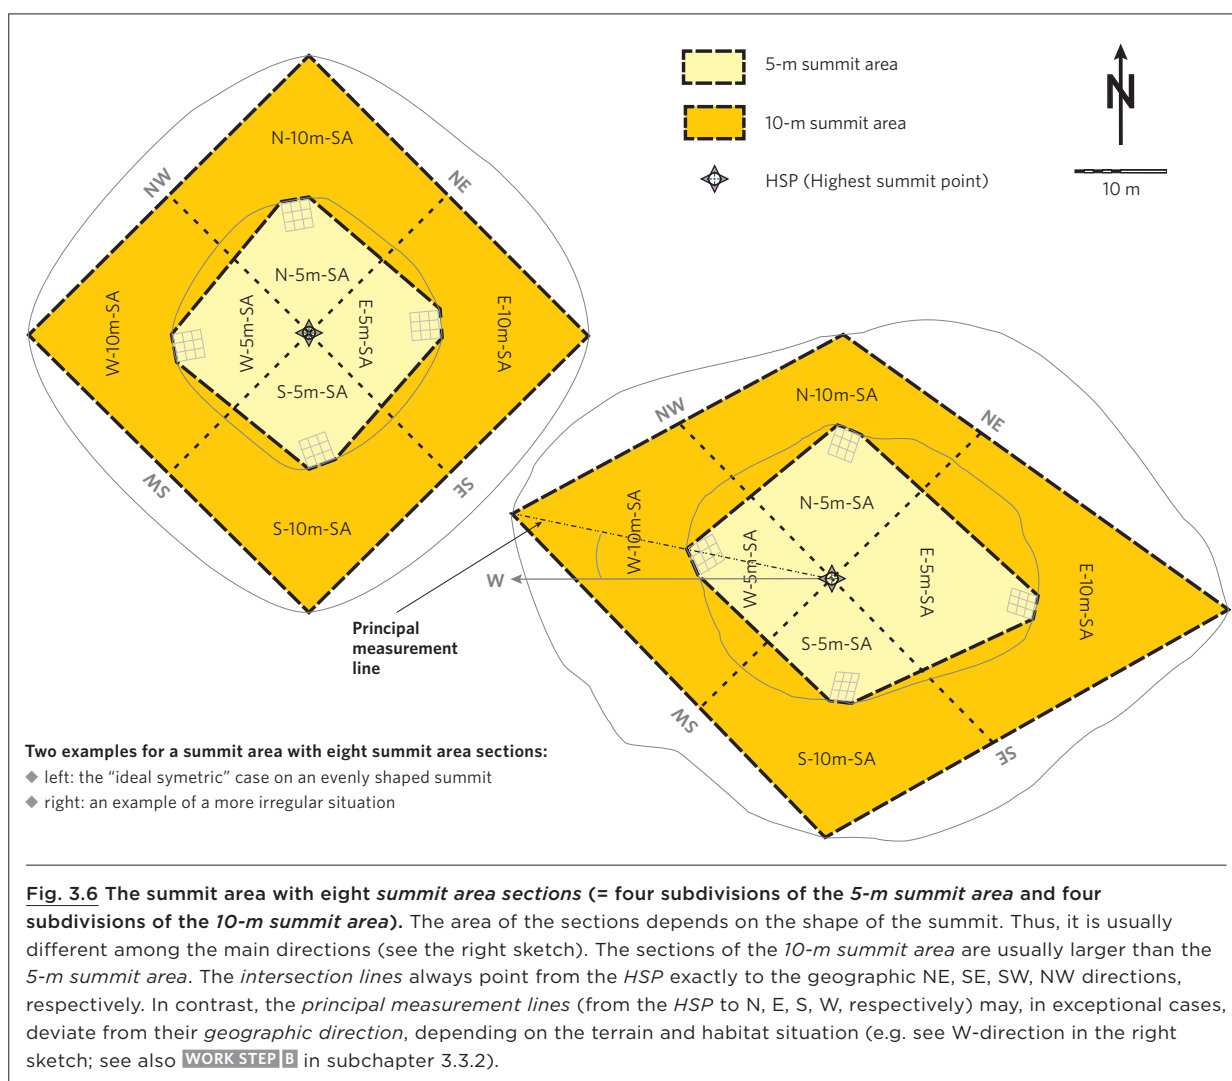 5-m summit area
10-m summit area
HSP (Highest summit point)
N
10 m
N-10m-SA
NW
NE
N-5m-SA
W-10m-SA
W-5m-SA
E-5m-SA
E-10m-SA
S-5m-SA
SW
SE
S-10m-SA
N-10m-SA
NW
NE
N-5m-SA
W-10m-SA
W-5m-SA
E-5m-SA
E-10m-SA
W
S-5m-SA
SW
SE
S-10m-SA
Principal
measurement
line
Two examples for a summit area with eight summit area sections:
◆ left: the “ideal symetric” case on an evenly shaped summit
◆ right: an example of a more irregular situation
Fig. 3.6 The summit area with eight summit area sections (= four subdivisions of the 5-m summit area and four
subdivisions of the 10-m summit area). The area of the sections depends on the shape of the summit. Thus, it is usually
different among the main directions (see the right sketch). The sections of the 10-m summit area are usually larger than the
5-m summit area. The intersection lines always point from the HSP exactly to the geographic NE, SE, SW, NW directions,
respectively. In contrast, the principal measurement lines (from the HSP to N, E, S, W, respectively) may, in exceptional cases,
deviate from their geographic direction, depending on the terrain and habitat situation (e.g. see W-direction in the right
sketch; see also WORK STEP B in subchapter 3.3.2).